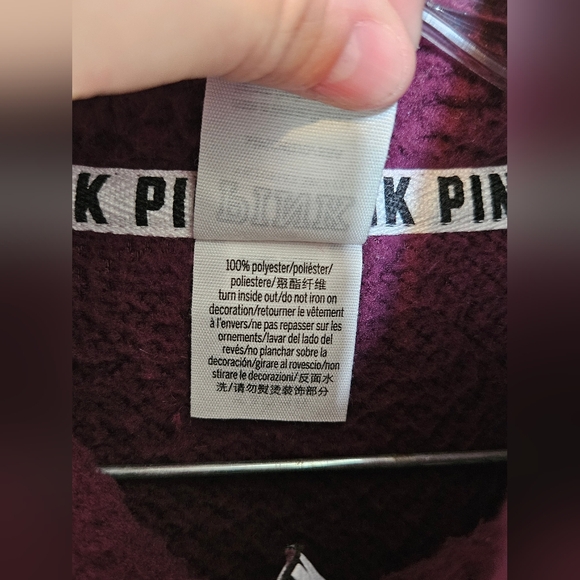 PINK
K PI
IK PIN
100% polyester/poliéster/
poliestere/聚酯纤维
turn inside out/do not iron on
decoration/retourner le vêtement
à l'envers/ne pas repasser sur les
ornements/lavar del lado del
revés/no planchar sobre la
decoración/girare al rovescio/non
stirare le decorazioni/反面水
洗/请勿熨烫装饰部分